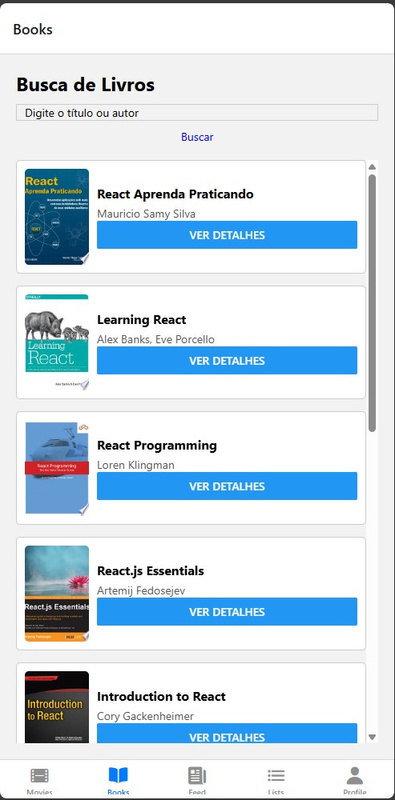 Books
Busca de Livros
Digite o título ou autor
Buscar
React
Aprenda Praticando
React Aprenda Praticando
Mauricio Samy Silva
VER DETALHES
Learning
React
Learning React
Alex Banks, Eve Porcello
VER DETALHES
React Programming
React Programming
Loren Klingman
VER DETALHES
React.js Essentials
React.js Essentials
Artemij Fedosejev
VER DETALHES
Introduction
to React
Introduction to React
Cory Gackenheimer
VER DETALHES
Movies
Books
Feed
Lists
Profile